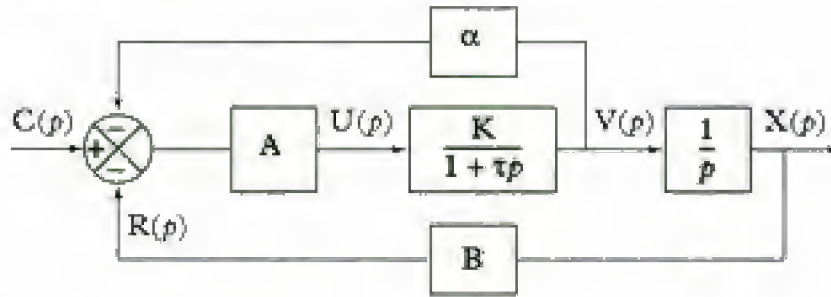 α
C(p)
−
+
−
A
U(p)
K
1 + τp
V(p)
1
p
X(p)
R(p)
B